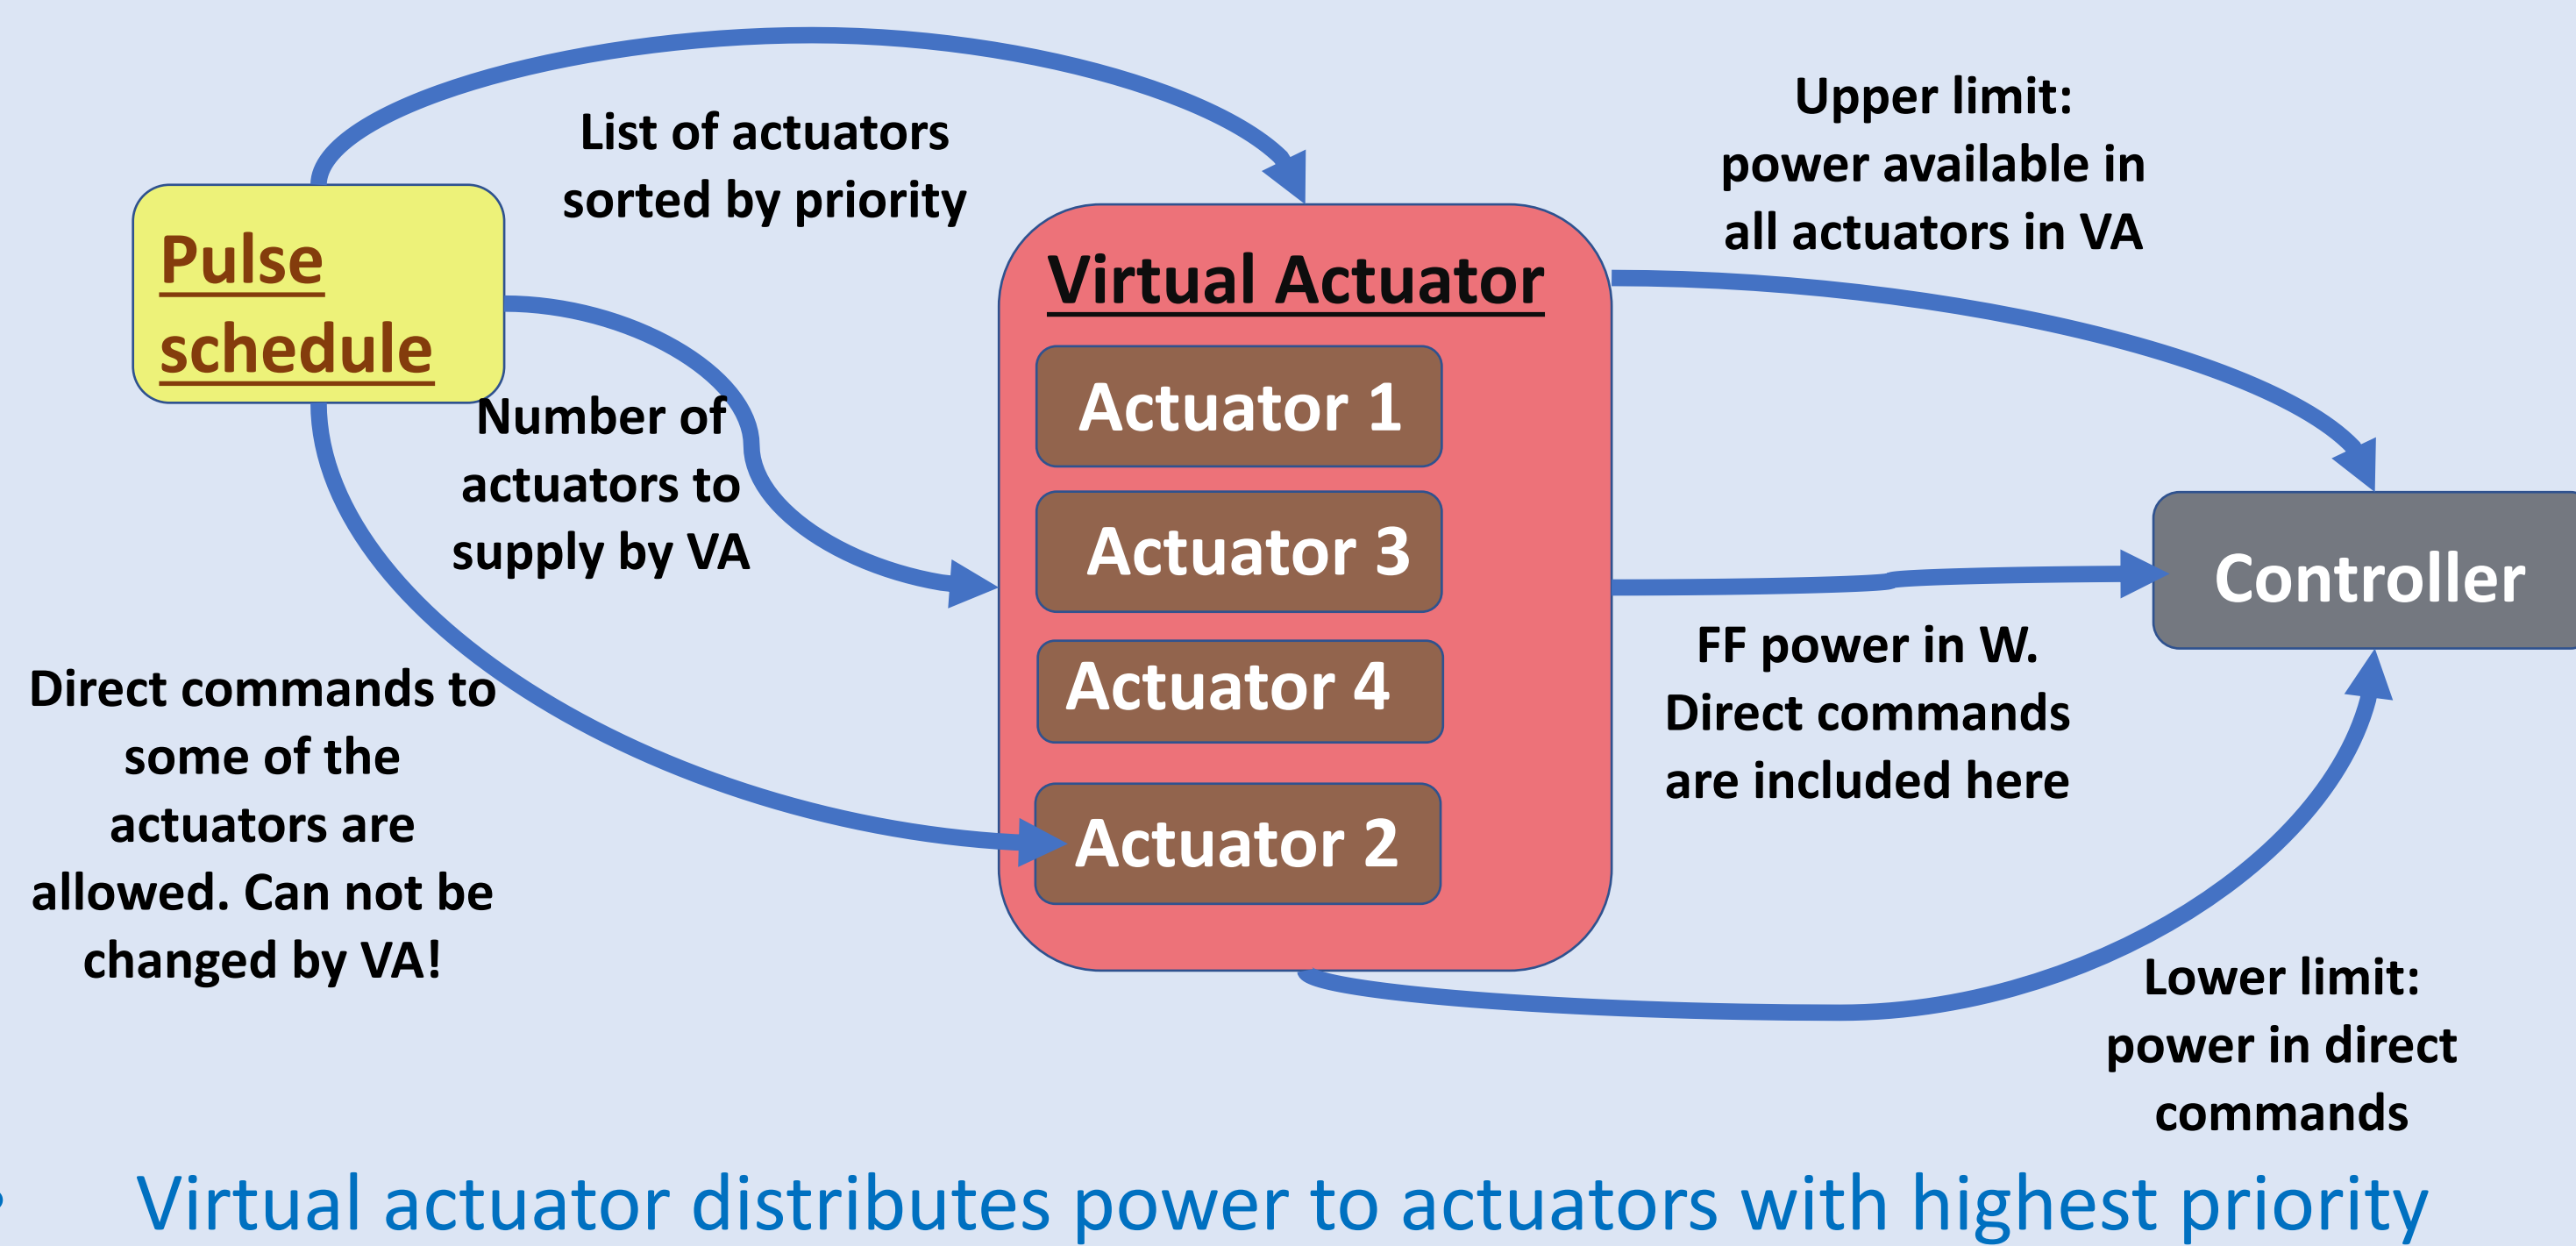 List of actuators
sorted by priority
Upper limit:
power available in
all actuators in VA
Pulse
schedule
Virtual Actuator
Actuator 1
Actuator 3
Actuator 4
Actuator 2
Number of
actuators to
supply by VA
Controller
FF power in W.
Direct commands
are included here
Direct commands to
some of the
actuators are
allowed. Can not be
changed by VA!
Lower limit:
power in direct
commands
Virtual actuator distributes power to actuators with highest priority